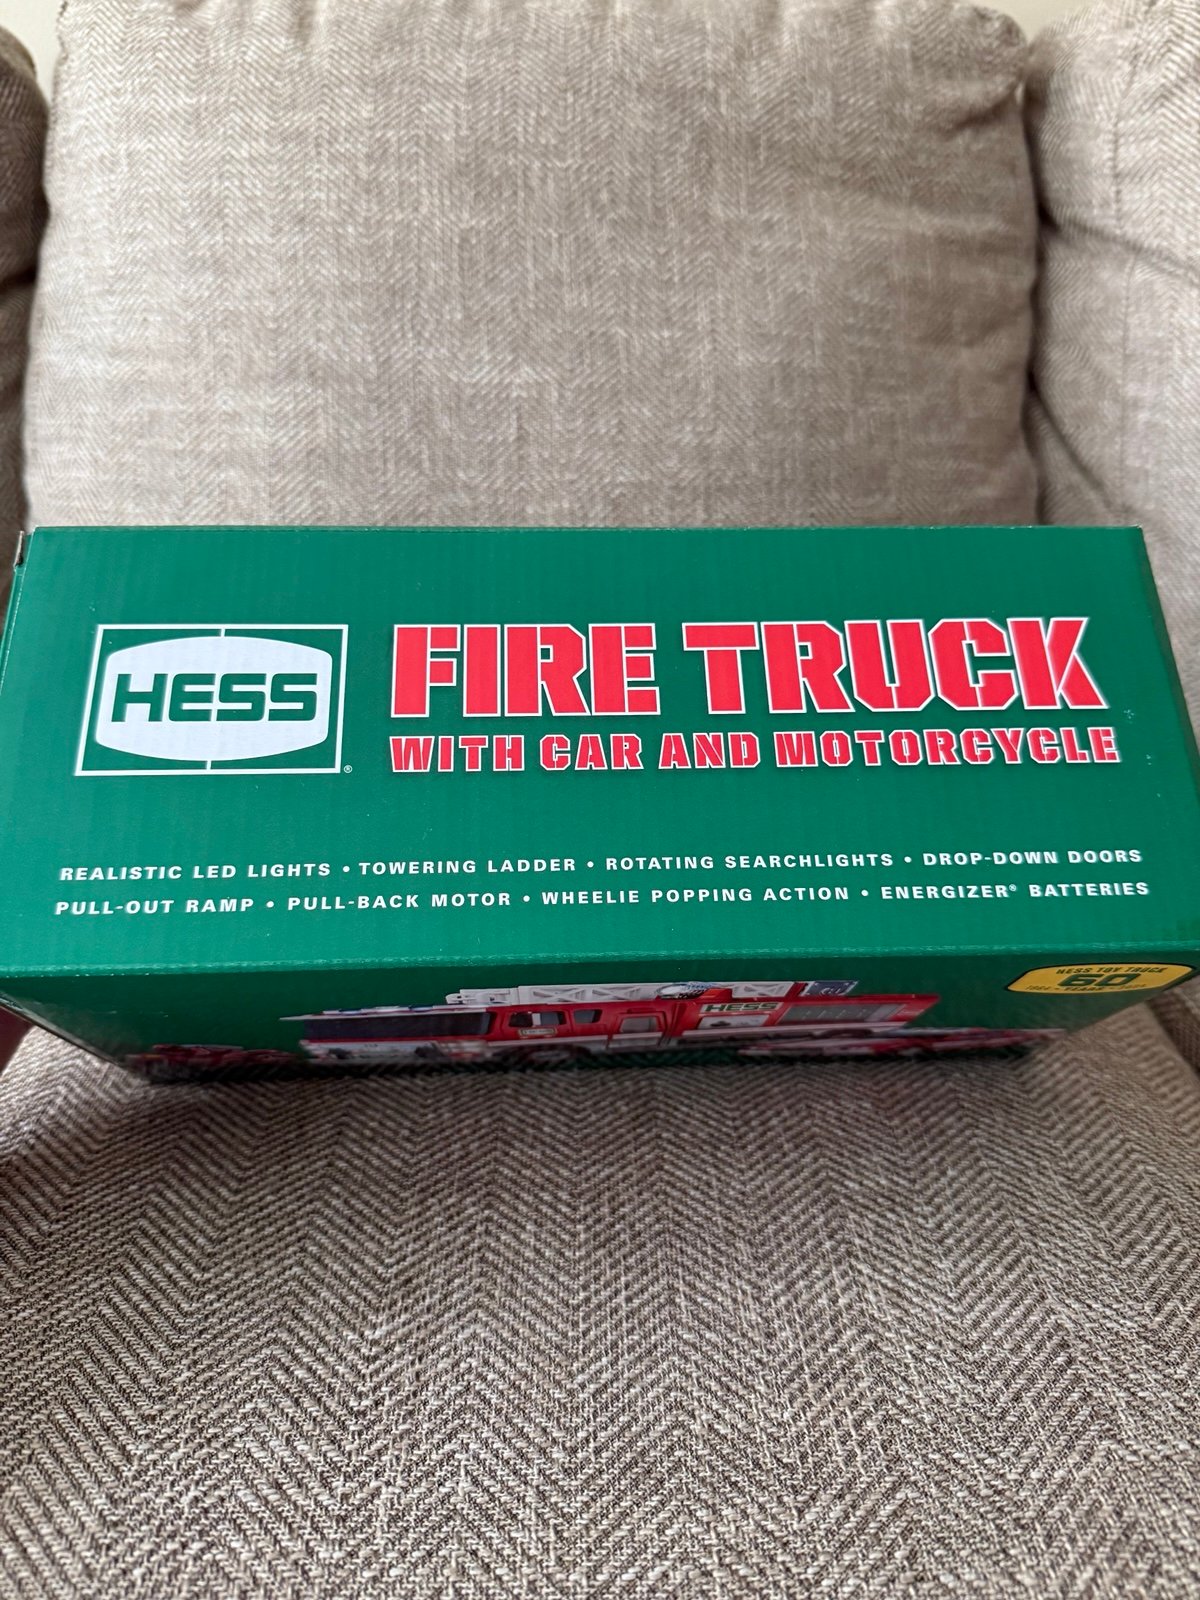 HESS®
FIRE TRUCK
WITH CAR AND MOTORCYCLE
REALISTIC LED LIGHTS • TOWERING LADDER • ROTATING SEARCHLIGHTS • DROP-DOWN DOORS
PULL-OUT RAMP • PULL-BACK MOTOR • WHEELIE POPPING ACTION • ENERGIZER® BATTERIES
HESS TOY TRUCK
60
HESS